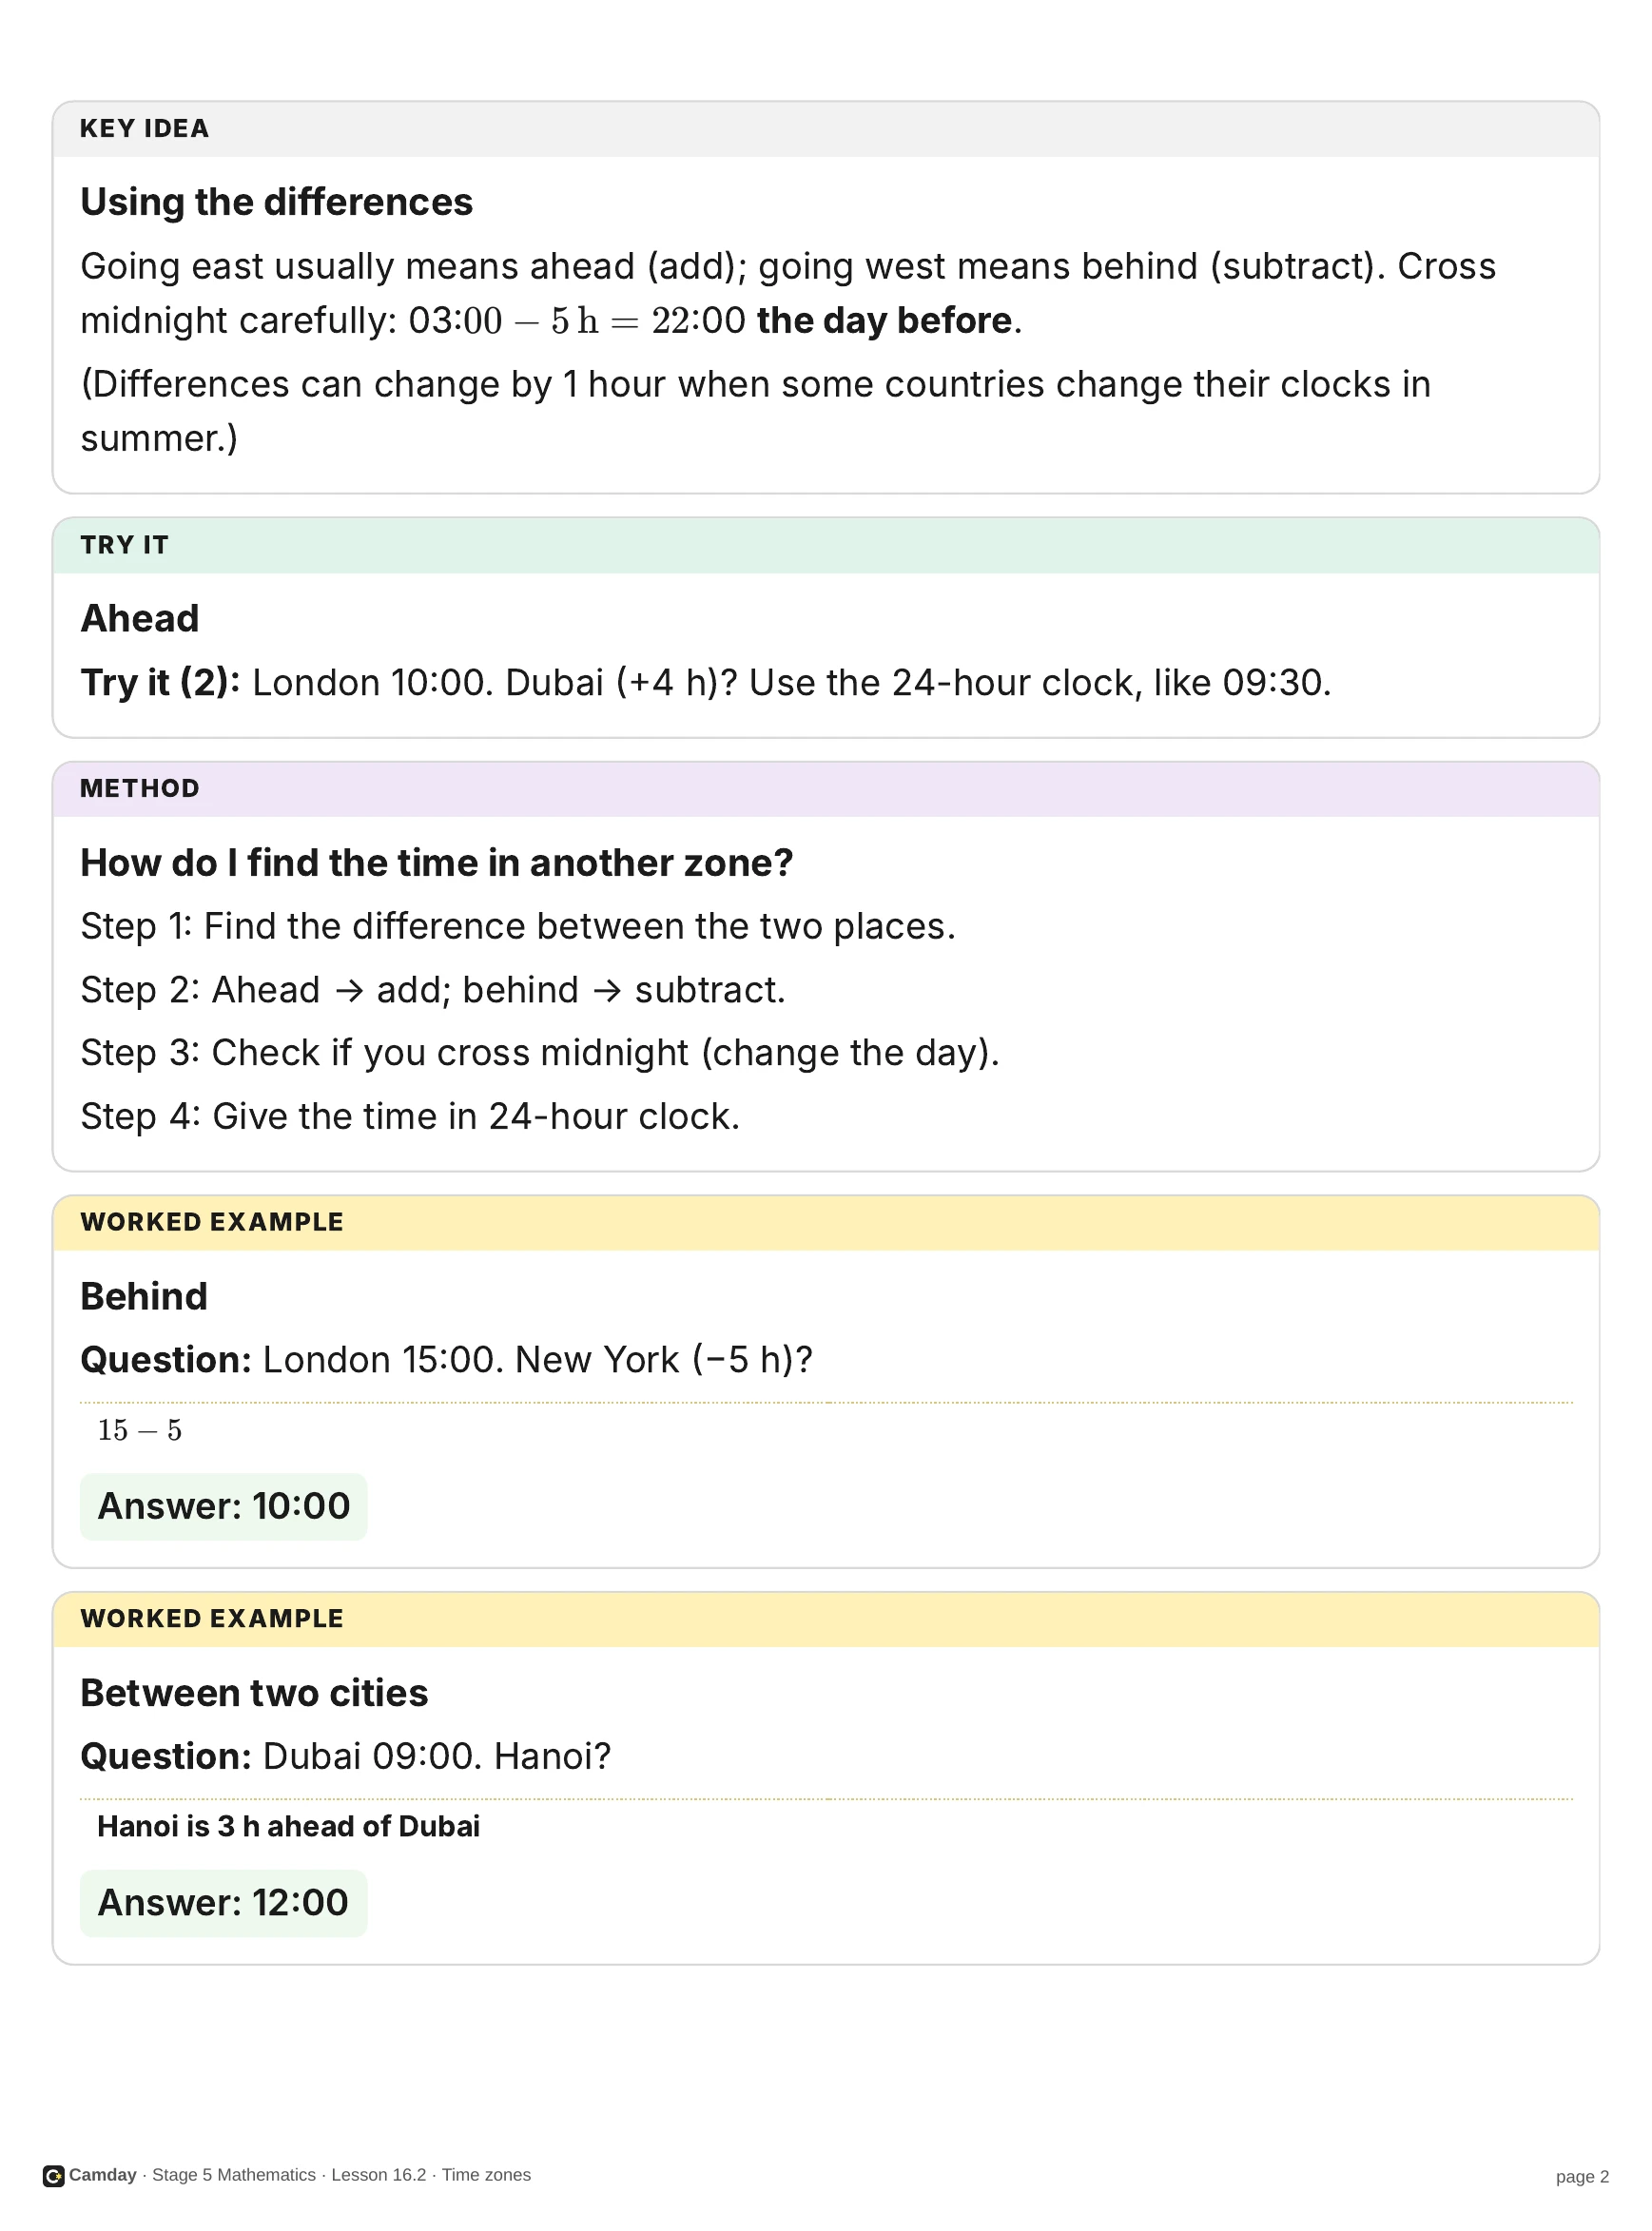 KEY IDEA
Using the differences
Going east usually means ahead (add); going west means behind (subtract). Cross
midnight carefully: 03:00 − 5 h = 22:00 the day before.
(Differences can change by 1 hour when some countries change their clocks in
summer.)
TRY IT
Ahead
Try it (2): London 10:00. Dubai (+4 h)? Use the 24-hour clock, like 09:30.
METHOD
How do I find the time in another zone?
Step 1: Find the difference between the two places.
Step 2: Ahead → add; behind → subtract.
Step 3: Check if you cross midnight (change the day).
Step 4: Give the time in 24-hour clock.
WORKED EXAMPLE
Behind
Question: London 15:00. New York (−5 h)?
15 − 5
Answer: 10:00
WORKED EXAMPLE
Between two cities
Question: Dubai 09:00. Hanoi?
Hanoi is 3 h ahead of Dubai
Answer: 12:00
Camday · Stage 5 Mathematics · Lesson 16.2 · Time zones
page 2